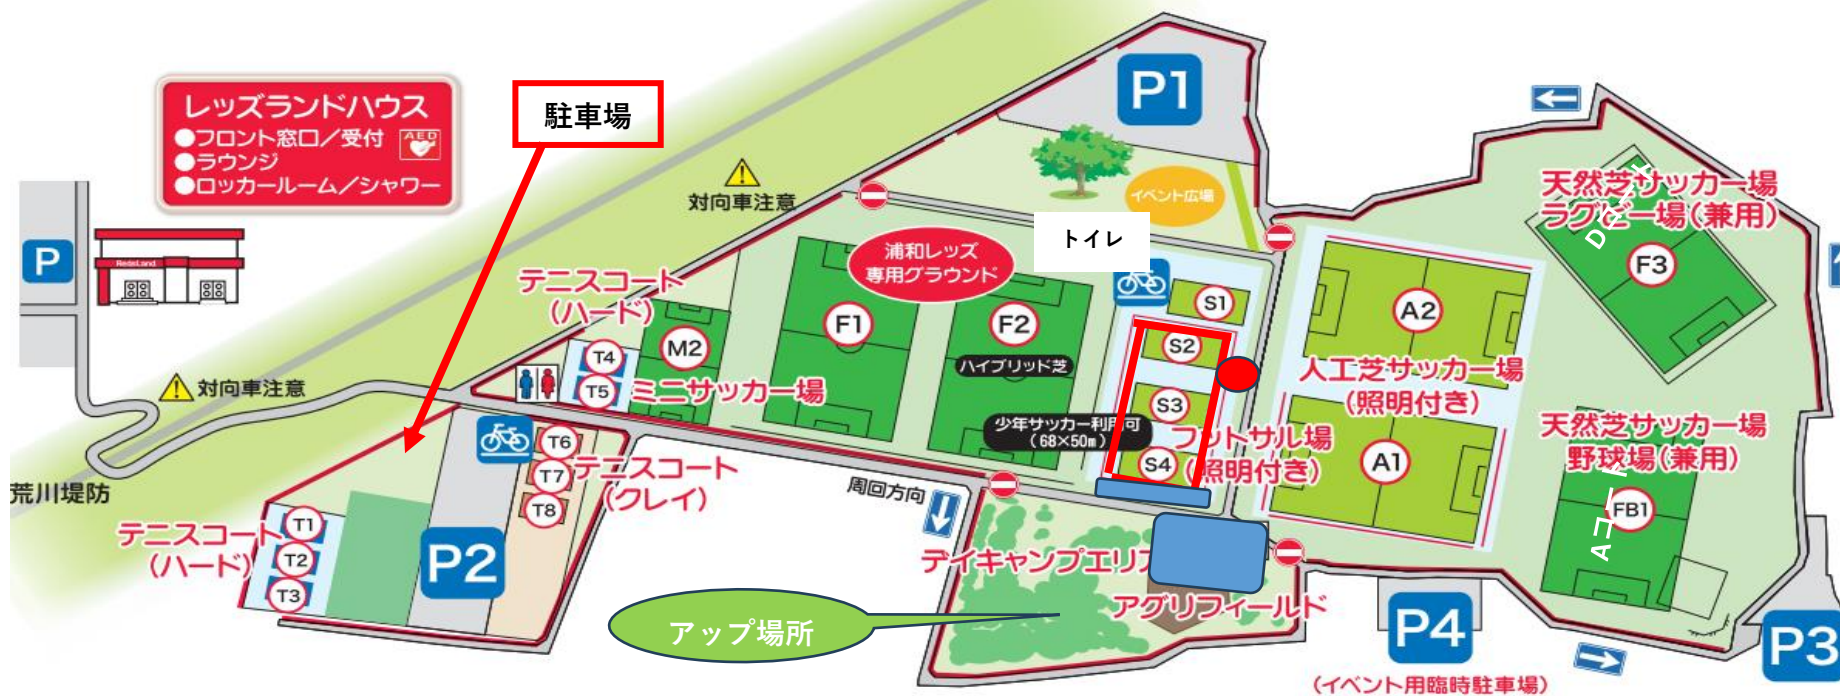 レッズランドハウス
●フロント窓口／受付
AED
●ラウンジ
●ロッカールーム／シャワー
駐車場
P1
対向車注意
イベント広場
トイレ
浦和レッズ
専用グラウンド
天然芝サッカー場
ラグビー場(兼用)
F3
P
RedsLand
テニスコート
(ハード)
M2
F1
F2
S1
S2
A2
T4
T5
ミニサッカー場
ハイブリッド芝
人工芝サッカー場
(照明付き)
対向車注意
S3
少年サッカー利用可
(68×50m)
フットサル場
(照明付き)
S4
A1
天然芝サッカー場
野球場(兼用)
FB1
Aコート
T6
T7
T8
テニスコート
(クレイ)
周回方向
荒川堤防
テニスコート
(ハード)
T1
T2
T3
P2
デイキャンプエリア
アグリフィールド
アップ場所
P4
(イベント用臨時駐車場)
P3